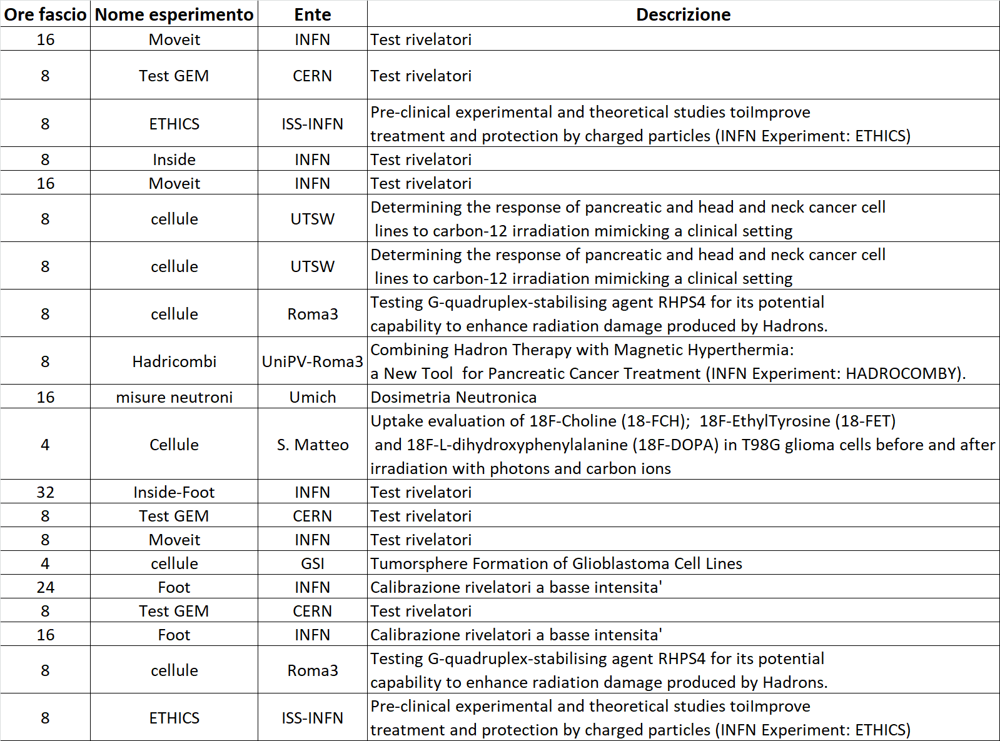 Ore fascio Nome esperimento Ente Descrizione
16 Moveit INFN Test rivelatori
8 Test GEM CERN Test rivelatori
8 ETHICS ISS-INFN Pre-clinical experimental and theoretical studies toiImprove
treatment and protection by charged particles (INFN Experiment: ETHICS)
8 Inside INFN Test rivelatori
16 Moveit INFN Test rivelatori
8 cellule UTSW Determining the response of pancreatic and head and neck cancer cell
lines to carbon-12 irradiation mimicking a clinical setting
8 cellule UTSW Determining the response of pancreatic and head and neck cancer cell
lines to carbon-12 irradiation mimicking a clinical setting
8 cellule Roma3 Testing G-quadruplex-stabilising agent RHPS4 for its potential
capability to enhance radiation damage produced by Hadrons.
8 Hadricombi UniPV-Roma3 Combining Hadron Therapy with Magnetic Hyperthermia:
a New Tool  for Pancreatic Cancer Treatment (INFN Experiment: HADROCOMBY).
16 misure neutroni Umich Dosimetria Neutronica
4 Cellule S. Matteo Uptake evaluation of 18F-Choline (18-FCH);  18F-EthylTyrosine (18-FET)
and 18F-L-dihydroxyphenylalanine (18F-DOPA) in T98G glioma cells before and after
irradiation with photons and carbon ions
32 Inside-Foot INFN Test rivelatori
8 Test GEM CERN Test rivelatori
8 Moveit INFN Test rivelatori
4 cellule GSI Tumorsphere Formation of Glioblastoma Cell Lines
24 Foot INFN Calibrazione rivelatori a basse intensita'
8 Test GEM CERN Test rivelatori
16 Foot INFN Calibrazione rivelatori a basse intensita'
8 cellule Roma3 Testing G-quadruplex-stabilising agent RHPS4 for its potential
capability to enhance radiation damage produced by Hadrons.
8 ETHICS ISS-INFN Pre-clinical experimental and theoretical studies toiImprove
treatment and protection by charged particles (INFN Experiment: ETHICS)